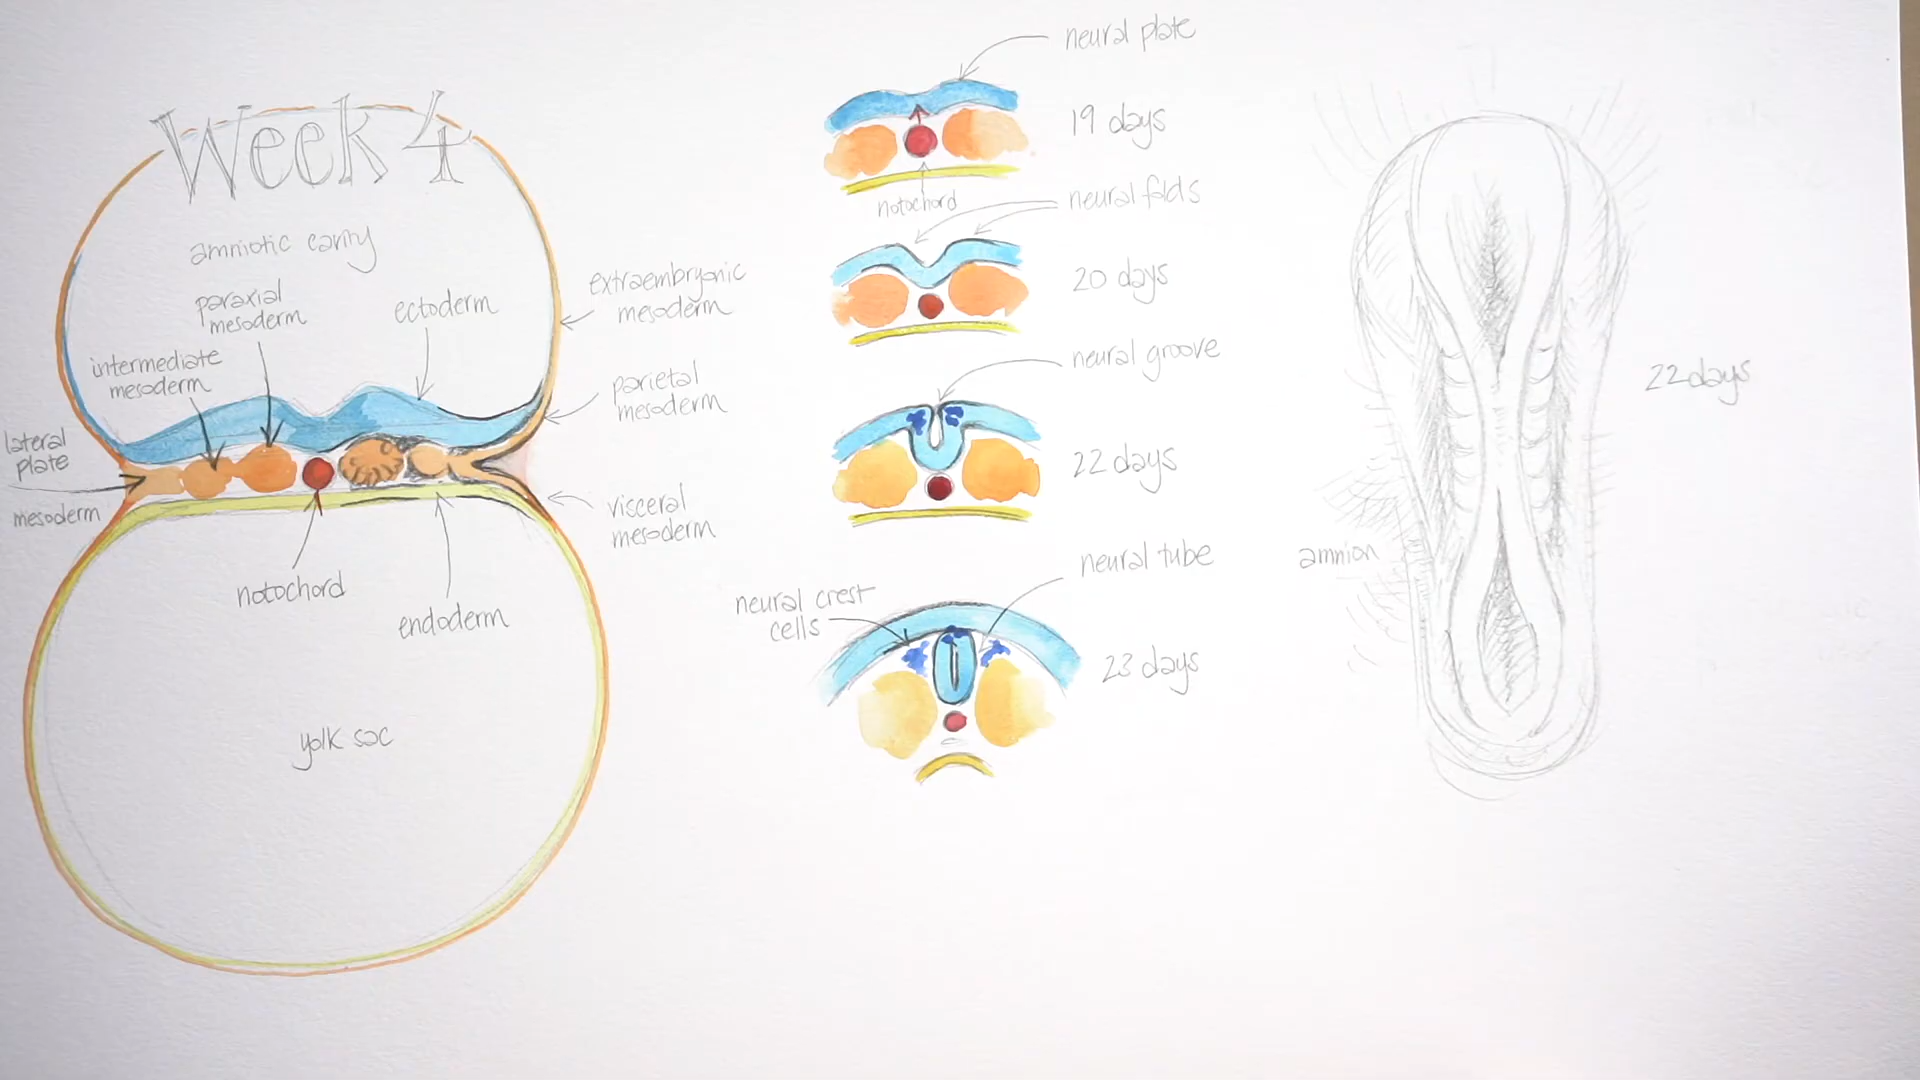 Week 4
amniotic cavity
paraxial
mesoderm
ectoderm
intermediate
mesoderm
lateral
plate
mesoderm
extraembryonic
mesoderm
parietal
mesoderm
visceral
mesoderm
notochord
endoderm
yolk sac
neural plate
19 days
notochord
neural folds
20 days
neural groove
22 days
neural tube
neural crest
cells
23 days
22 days
amnion